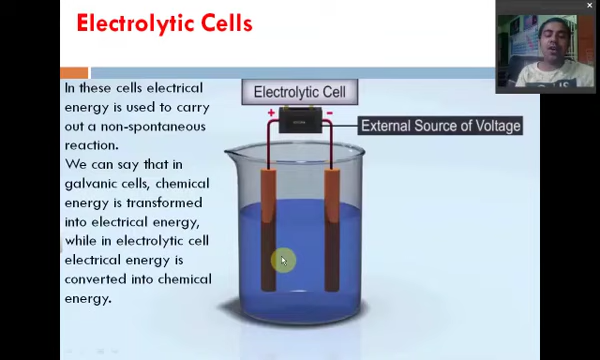 Electrolytic Cells
In these cells electrical
energy is used to carry
out a non-spontaneous
reaction.
We can say that in
galvanic cells, chemical
energy is transformed
into electrical energy,
while in electrolytic cell
electrical energy is
converted into chemical
energy.
Electrolytic Cell
+
−
External Source of Voltage